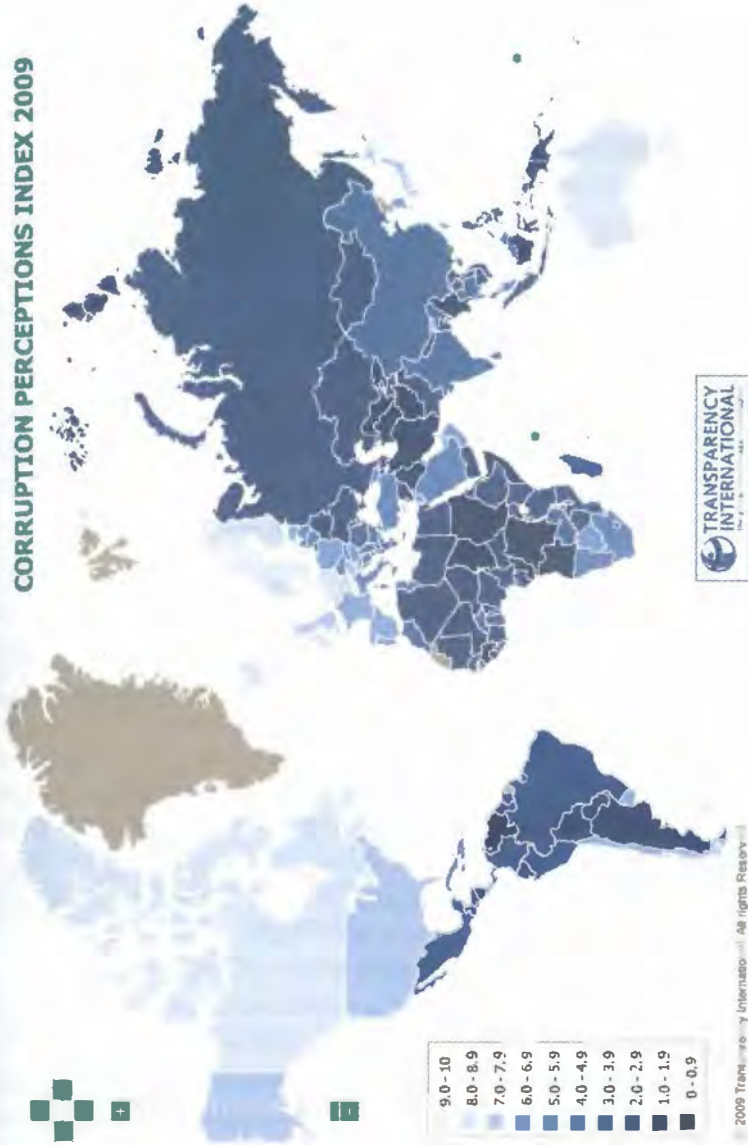 CORRUPTION PERCEPTIONS INDEX 2009
+
9.0 - 10
8.0 - 8.9
7.0 - 7.9
6.0 - 6.9
5.0 - 5.9
4.0 - 4.9
3.0 - 3.9
2.0 - 2.9
1.0 - 1.9
0 - 0.9
TRANSPARENCY
INTERNATIONAL
2009 All rights